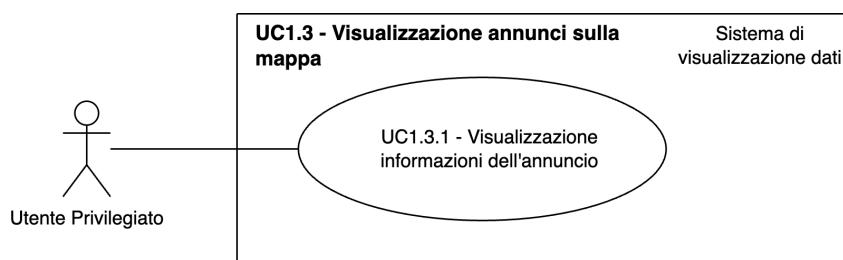 UC1.3 - Visualizzazione annunci sulla
mappa
Sistema di
visualizzazione dati
UC1.3.1 - Visualizzazione
informazioni dell'annuncio
Utente Privilegiato